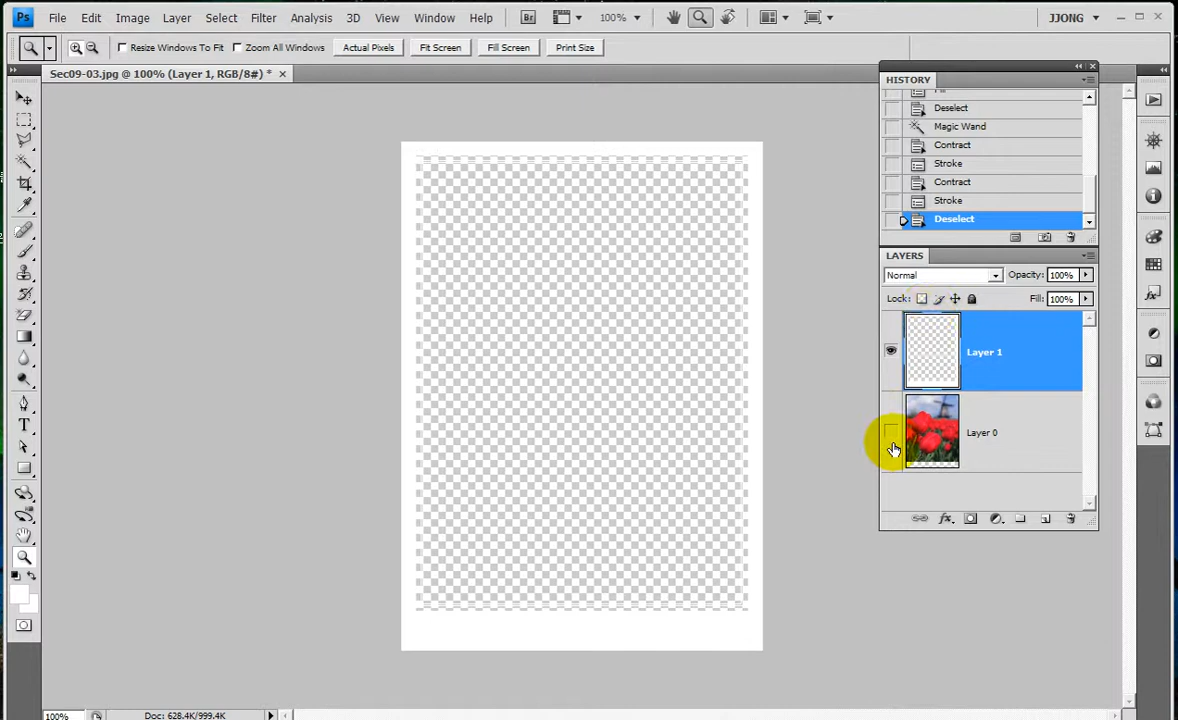 Ps File Edit Image Layer Select Filter Analysis 3D View Window Help Br 100% JJONG
Resize Windows To Fit Zoom All Windows Actual Pixels Fit Screen Fill Screen Print Size
Sec09-03.jpg @ 100% (Layer 1, RGB/8#) *
HISTORY
Deselect
Magic Wand
Contract
Stroke
Contract
Stroke
Deselect
LAYERS
Normal Opacity: 100%
Lock: Fill: 100%
Layer 1
Layer 0
fx
T
100% Doc: 628.4K/999.4K